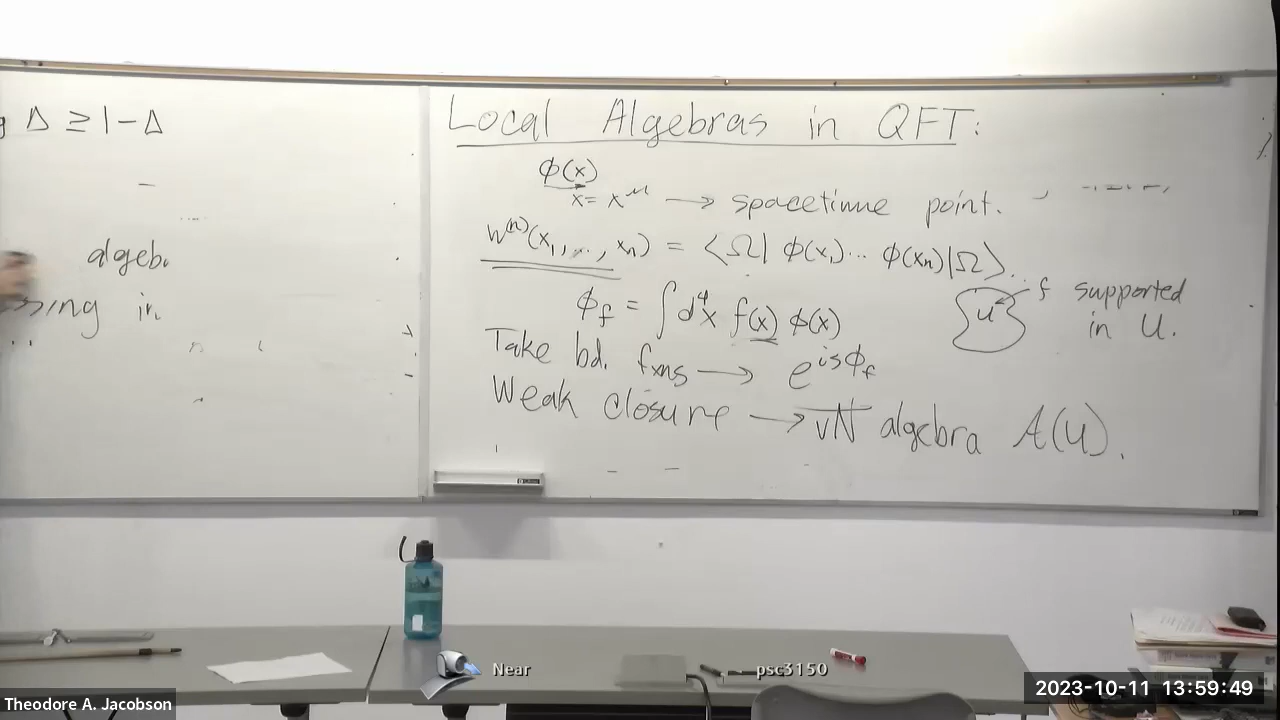 Δ ≥ 1 − Δ
algeb
in
Local Algebras in QFT:
ϕ(x)
x = x^μ → spacetime point.
W^(n)(x₁, ..., xₙ) = ⟨Ω| ϕ(x₁)... ϕ(xₙ)|Ω⟩.
ϕ_f = ∫d⁴x f(x) ϕ(x)
U
f supported
in U.
Take bd. fxns → e^{isϕ_f}
Weak closure → vN algebra A(U).
Near
psc3150
Theodore A. Jacobson
2023-10-11 13:59:49